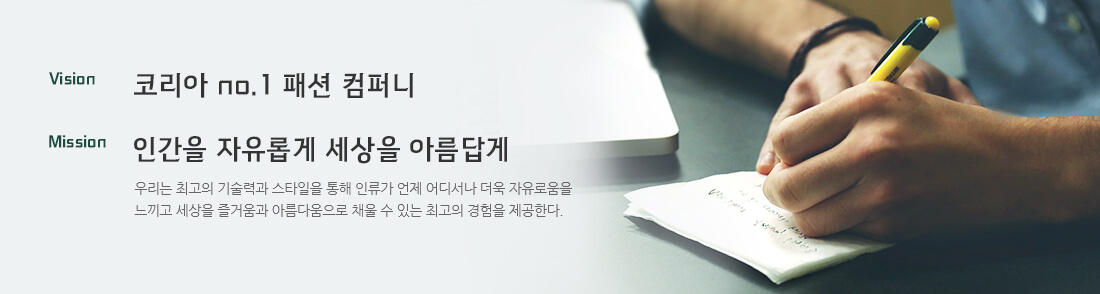 Vision
코리아 no.1 패션 컴퍼니
Mission
인간을 자유롭게 세상을 아름답게
우리는 최고의 기술력과 스타일을 통해 인류가 언제 어디서나 더욱 자유로움을
느끼고 세상을 즐거움과 아름다움으로 채울 수 있는 최고의 경험을 제공한다.